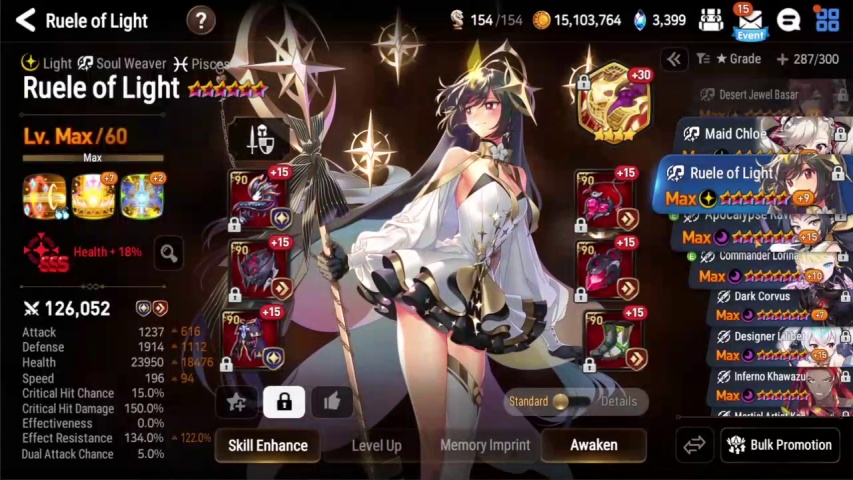 Ruele of Light
?
154/154
15,103,764
3,399
15
Event
Light Soul Weaver Pisces
Ruele of Light
Lv. Max/60
Max
+7
+2
SSS
Health + 18%
126,052
Attack 1237 616
Defense 1914 1112
Health 23950 18476
Speed 196 94
Critical Hit Chance 15.0%
Critical Hit Damage 150.0%
Effectiveness 0.0%
Effect Resistance 134.0% 122.0%
Dual Attack Chance 5.0%
90 +15
90 +15
90 +15
+30
90 +15
90 +15
90 +15
Standard Details
Skill Enhance
Level Up
Memory Imprint
Awaken
Grade
287/300
Desert Jewel Basar
Maid Chloe
Ruele of Light
Max +9
Max +15
Commander Lorina
Max +10
Dark Corvus
Max +7
Designer
Max +15
Inferno Khawazu
Max
Bulk Promotion